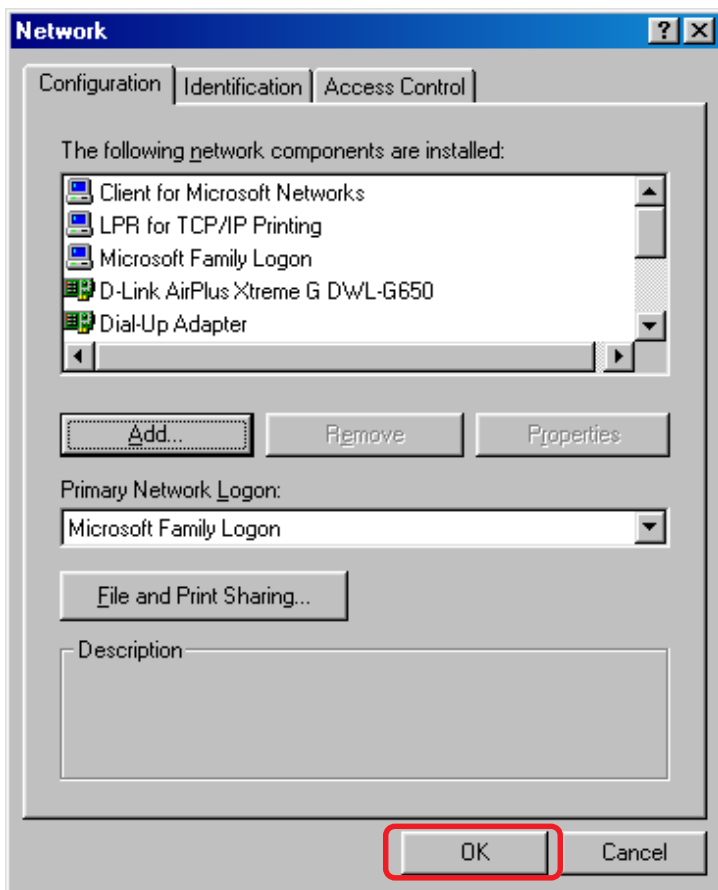 Network
Configuration Identification Access Control
The following network components are installed:
Client for Microsoft Networks
LPR for TCP/IP Printing
Microsoft Family Logon
D-Link AirPlus Xtreme G DWL-G650
Dial-Up Adapter
Add... Remove Properties
Primary Network Logon:
Microsoft Family Logon
File and Print Sharing...
Description
OK Cancel